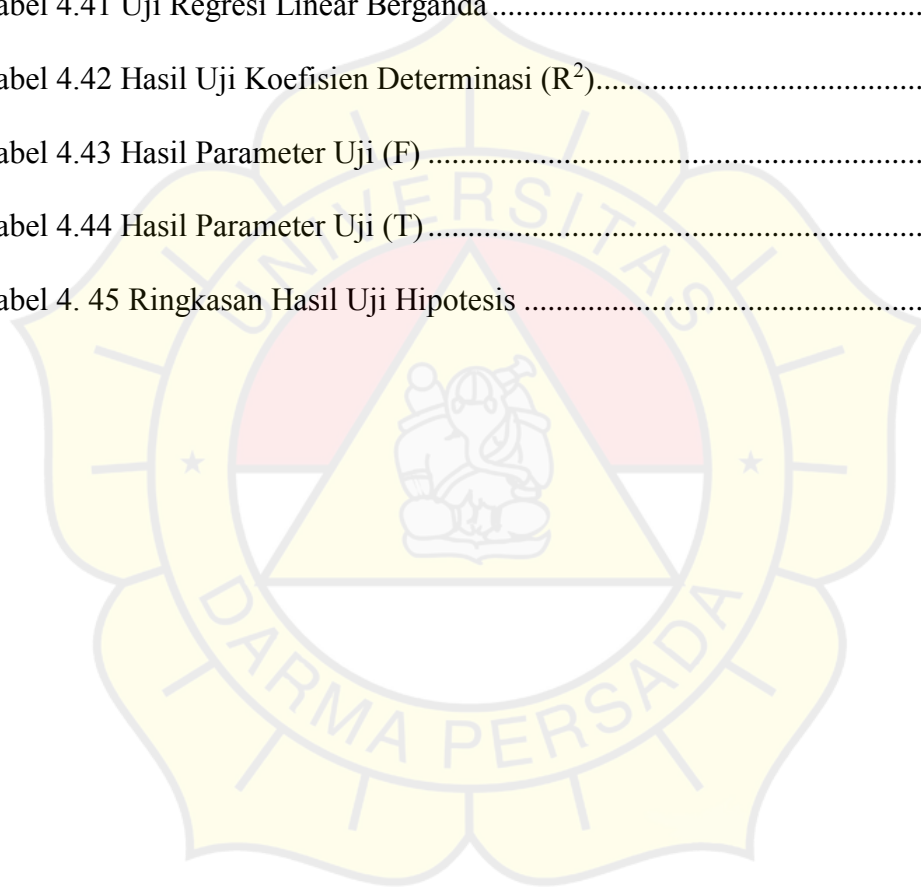 abel 4.41 Uji Regresi Linear Berganda
abel 4.42 Hasil Uji Koefisien Determinasi (R²)
abel 4.43 Hasil Parameter Uji (F)
abel 4.44 Hasil Parameter Uji (T)
abel 4. 45 Ringkasan Hasil Uji Hipotesis
UNIVERSITAS
DARMA PERSADA